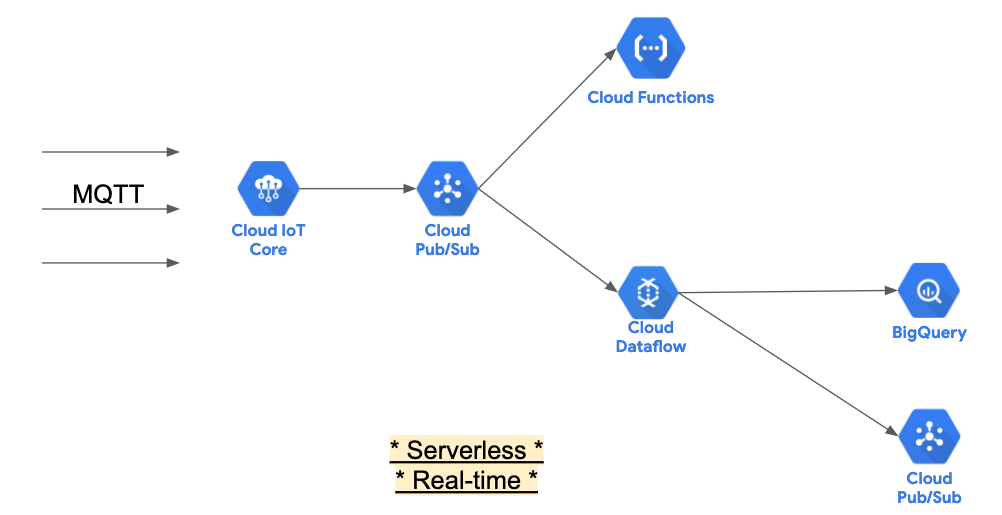 Cloud Functions
MQTT
Cloud IoT
Core
Cloud
Pub/Sub
Cloud
Dataflow
BigQuery
* Serverless *
* Real-time *
Cloud
Pub/Sub